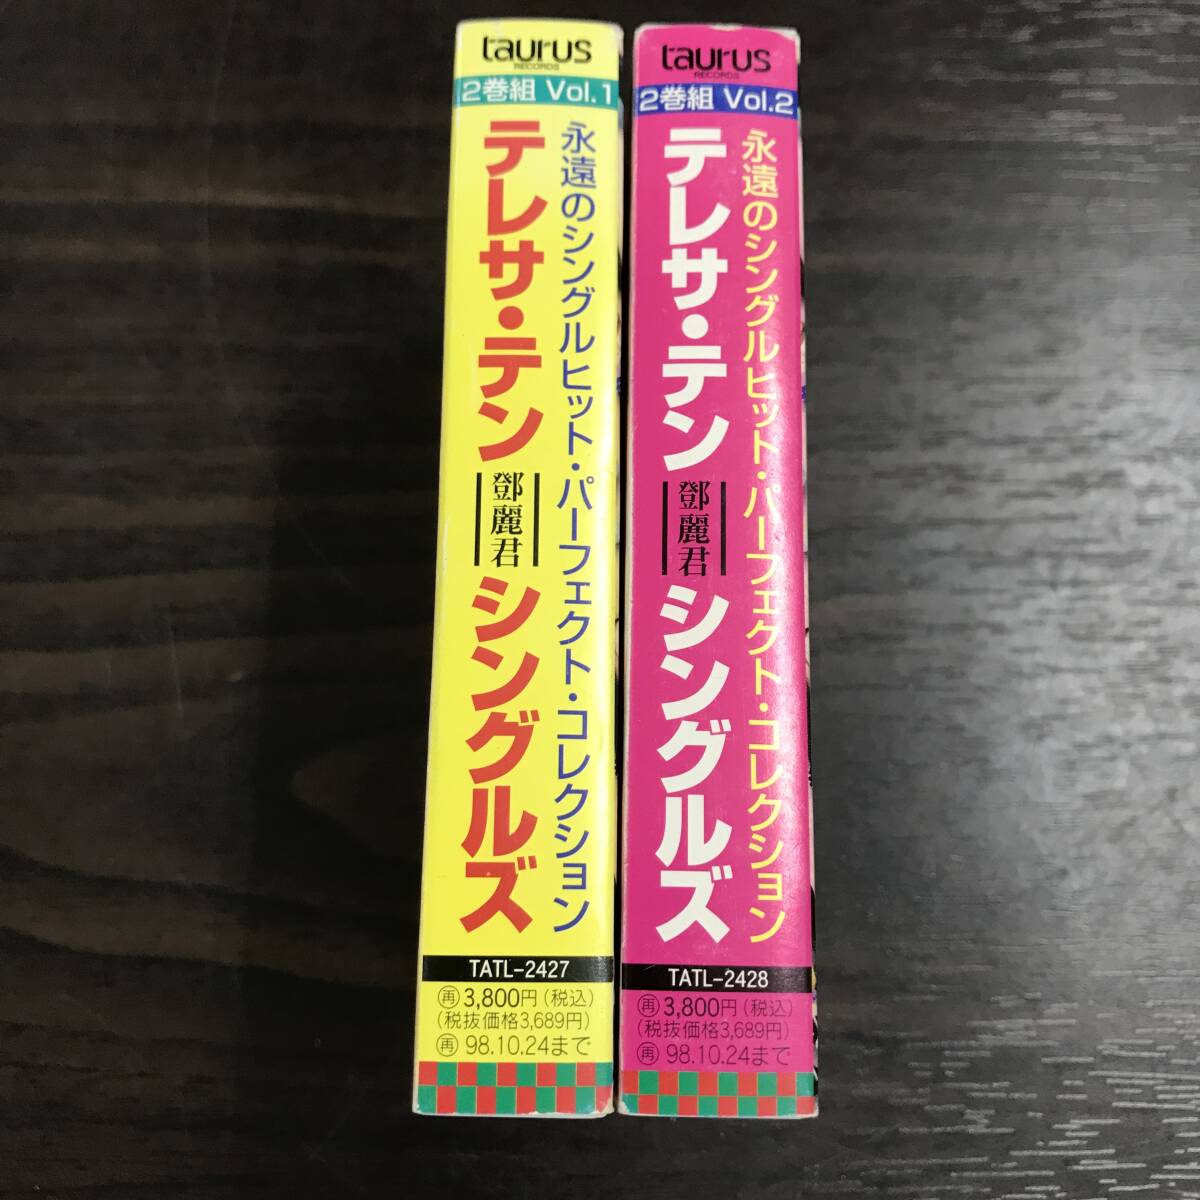 taurus
RECORDS
2巻組 Vol.1
永遠のシングルヒット・パーフェクト・コレクション
テレサ・テン
鄧麗君
シングルズ
TATL-2427
再 3,800円(税込)
(税抜価格3,689円)
再 98.10.24まで
taurus
RECORDS
2巻組 Vol.2
永遠のシングルヒット・パーフェクト・コレクション
テレサ・テン
鄧麗君
シングルズ
TATL-2428
再 3,800円(税込)
(税抜価格3,689円)
再 98.10.24まで